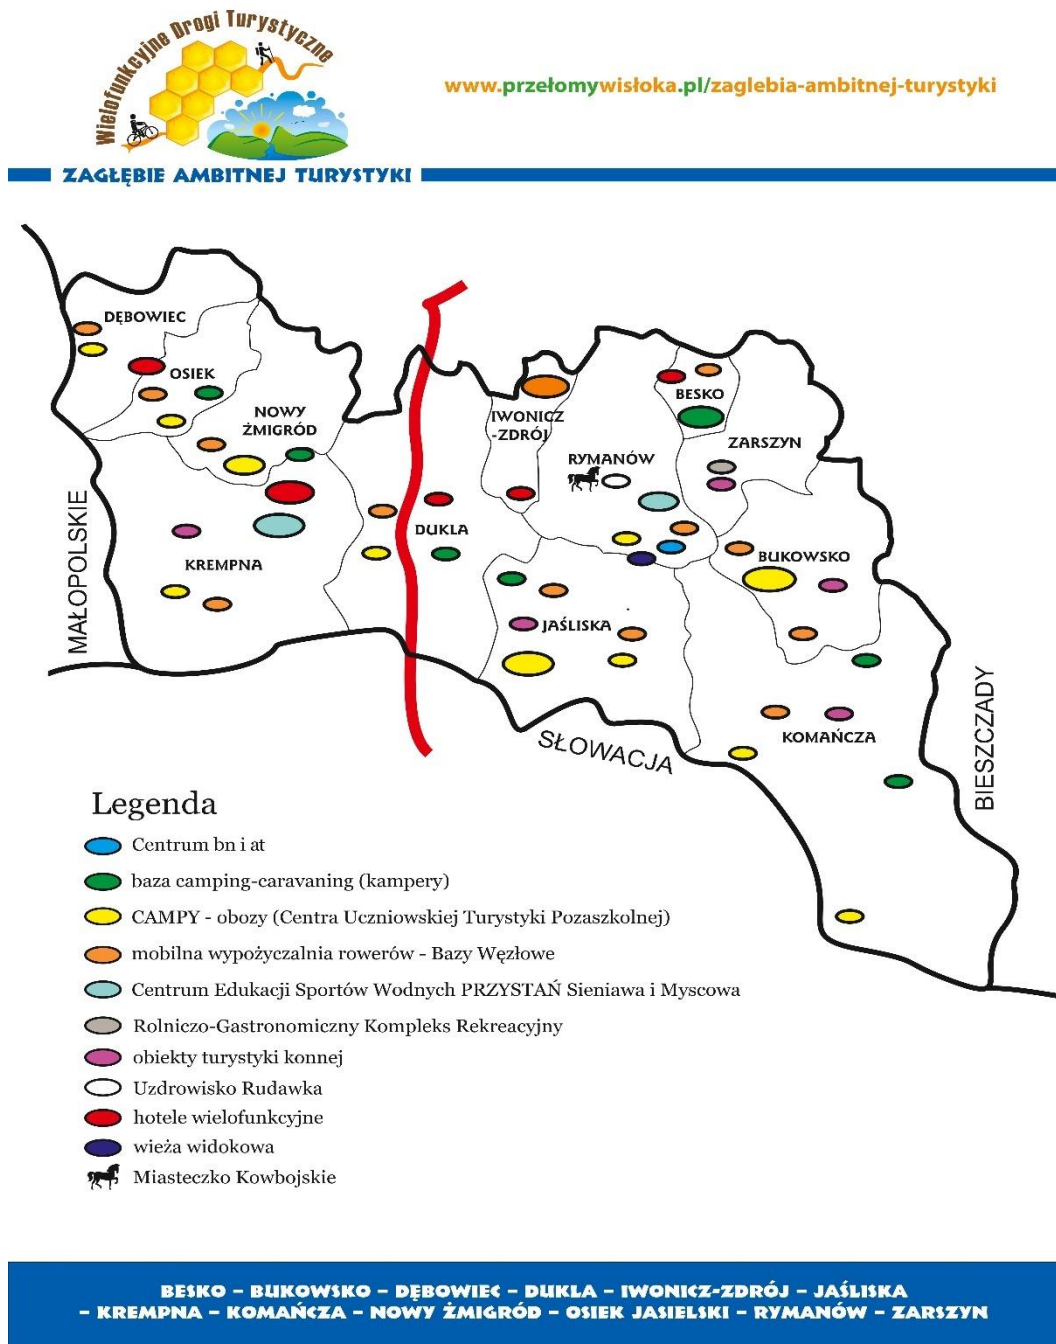 Wielofunkcyjne Drogi Turystyczne
www.przełomywisłoka.pl/zaglebia-ambitnej-turystyki
ZAGŁĘBIE AMBITNEJ TURYSTYKI
DĘBOWIEC
OSIEK
NOWY
ŻMIGRÓD
IWONICZ
-ZDRÓJ
BESKO
ZARSZYN
RYMANÓW
DUKLA
KREMPNA
BUKOWSKO
JAŚLISKA
KOMAŃCZA
MAŁOPOLSKIE
SŁOWACJA
BIESZCZADY
Legenda
Centrum bn i at
baza camping-caravaning (kampery)
CAMPY - obozy (Centra Uczniowskiej Turystyki Pozaszkolnej)
mobilna wypożyczalnia rowerów - Bazy Węzłowe
Centrum Edukacji Sportów Wodnych PRZYSTAŃ Sieniawa i Myscowa
Rolniczo-Gastronomiczny Kompleks Rekreacyjny
obiekty turystyki konnej
Uzdrowisko Rudawka
hotele wielofunkcyjne
wieża widokowa
Miasteczko Kowbojskie
BESKO – BUKOWSKO – DĘBOWIEC – DUKLA – IWONICZ-ZDRÓJ – JAŚLISKA
– KREMPNA – KOMAŃCZA – NOWY ŻMIGRÓD – OSIEK JASIELSKI – RYMANÓW – ZARSZYN